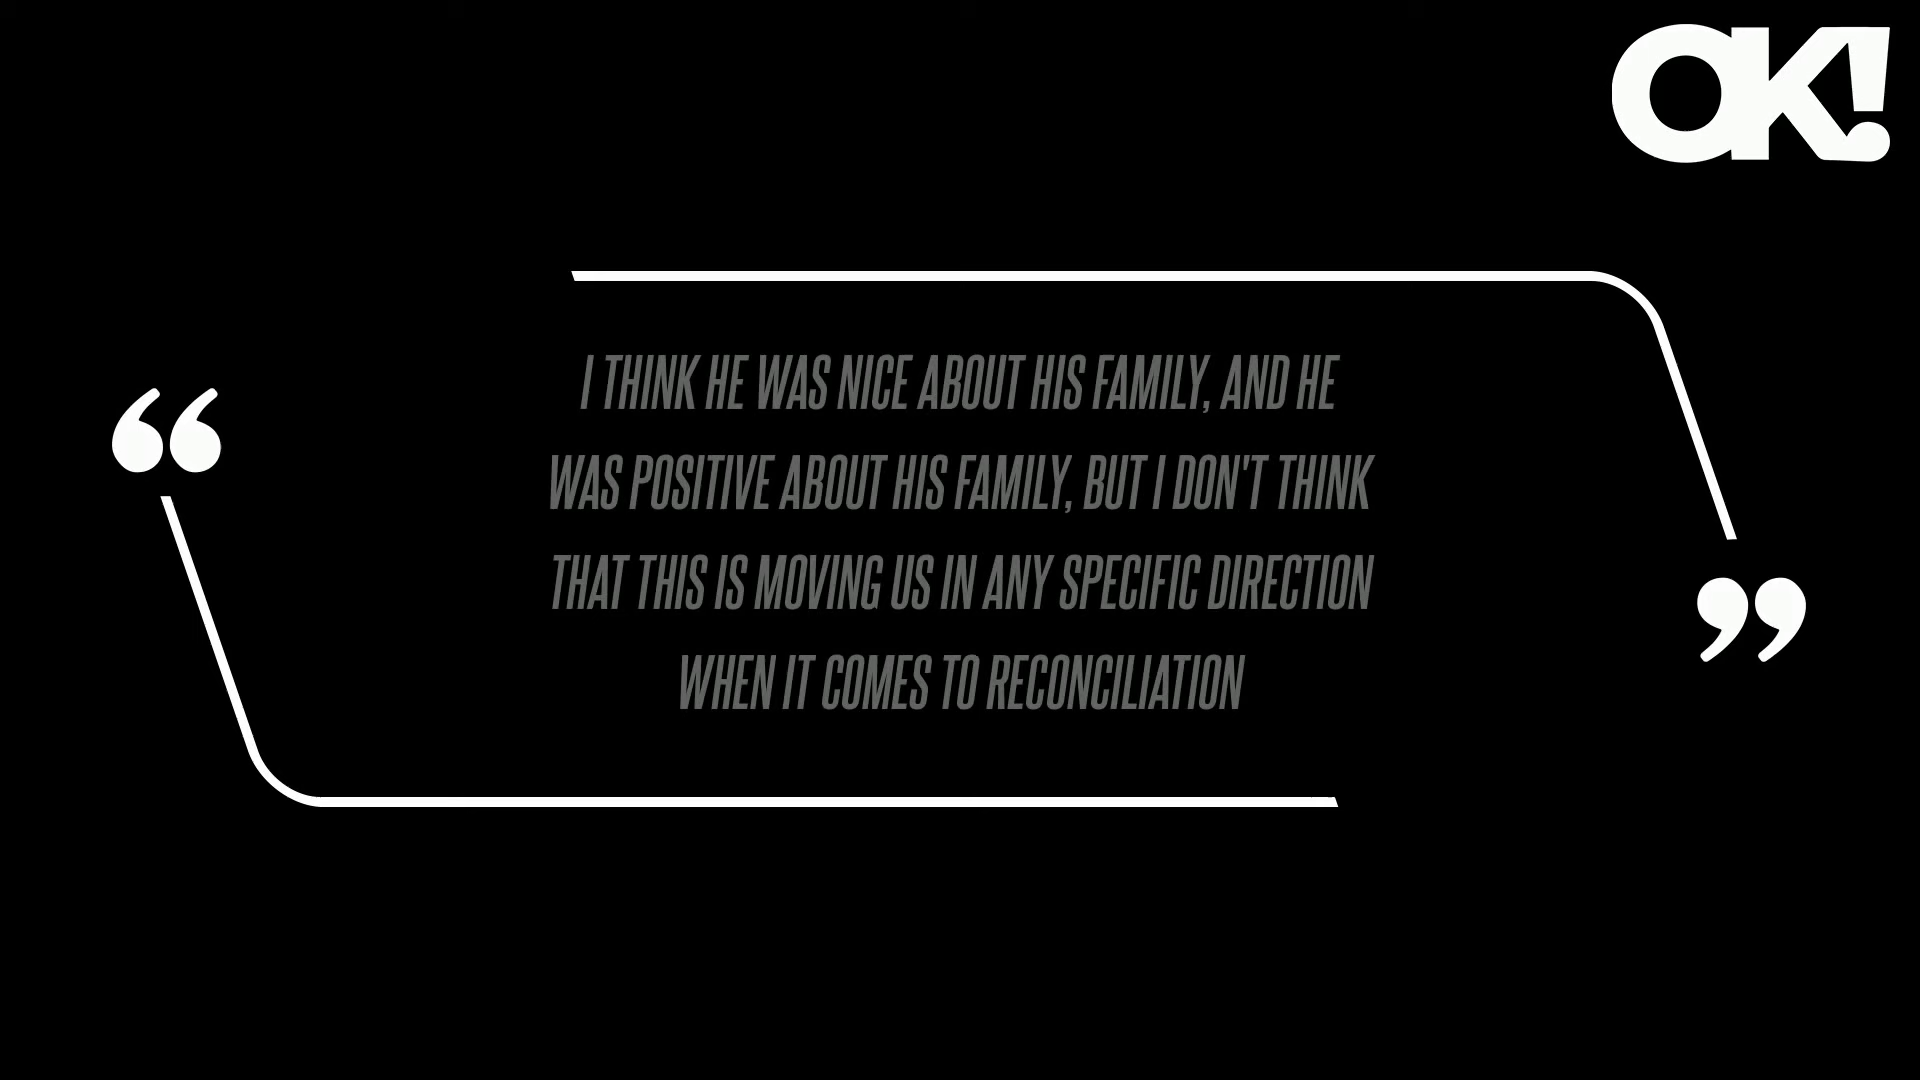 OK!
I THINK HE WAS NICE ABOUT HIS FAMILY, AND HE
WAS POSITIVE ABOUT HIS FAMILY, BUT I DON'T THINK
THAT THIS IS MOVING US IN ANY SPECIFIC DIRECTION
WHEN IT COMES TO RECONCILIATION